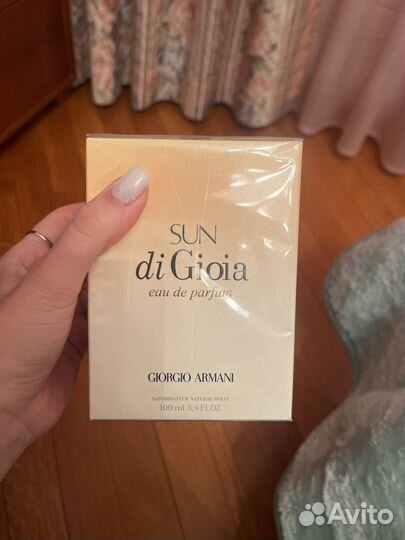 SUN
di Gioia
eau de parfum
GIORGIO ARMANI
VAPORISATEUR NATURAL SPRAY
100 ml 3.4 FL.OZ
Avito